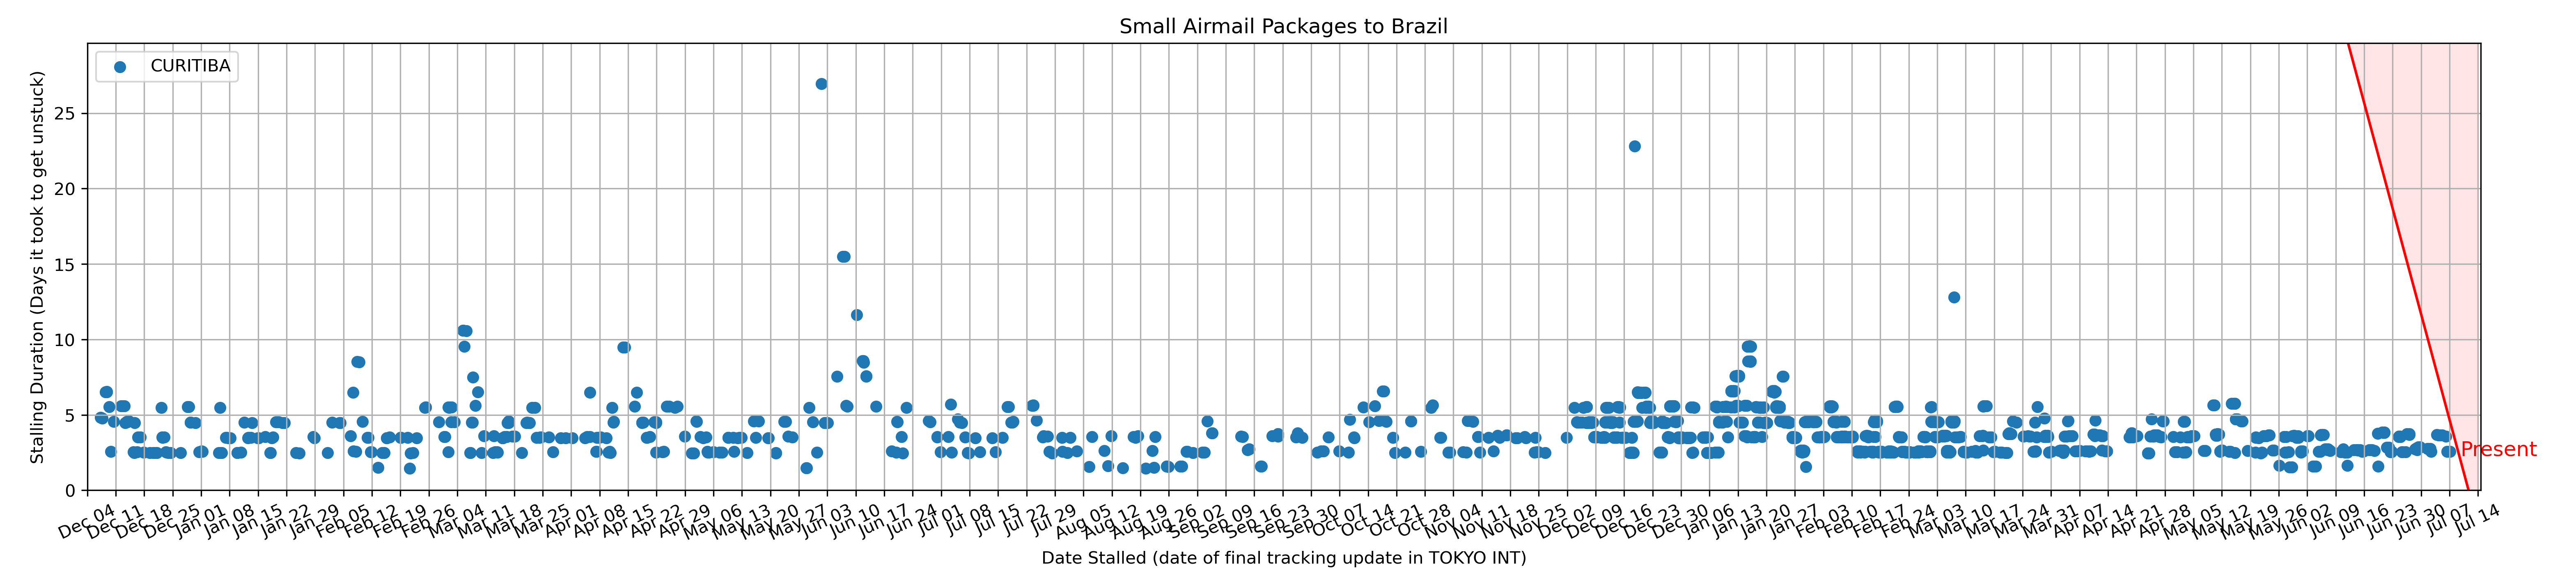 Small Airmail Packages to Brazil
CURITIBA
Stalling Duration (Days it took to get unstuck)
25
20
15
10
5
0
Present
Dec 04
Dec 11
Dec 18
Dec 25
Jan 01
Jan 08
Jan 15
Jan 22
Jan 29
Feb 05
Feb 12
Feb 19
Feb 26
Mar 04
Mar 11
Mar 18
Mar 25
Apr 01
Apr 08
Apr 15
Apr 22
Apr 29
May 06
May 13
May 20
May 27
Jun 03
Jun 10
Jun 17
Jun 24
Jul 01
Jul 08
Jul 15
Jul 22
Jul 29
Aug 05
Aug 12
Aug 19
Aug 26
Sep 02
Sep 09
Sep 16
Sep 23
Sep 30
Oct 07
Oct 14
Oct 21
Oct 28
Nov 04
Nov 11
Nov 18
Nov 25
Dec 02
Dec 09
Dec 16
Dec 23
Dec 30
Jan 06
Jan 13
Jan 20
Jan 27
Feb 03
Feb 10
Feb 17
Feb 24
Mar 03
Mar 10
Mar 17
Mar 24
Mar 31
Apr 07
Apr 14
Apr 21
Apr 28
May 05
May 12
May 19
May 26
Jun 02
Jun 09
Jun 16
Jun 23
Jun 30
Jul 07
Jul 14
Date Stalled (date of final tracking update in TOKYO INT)